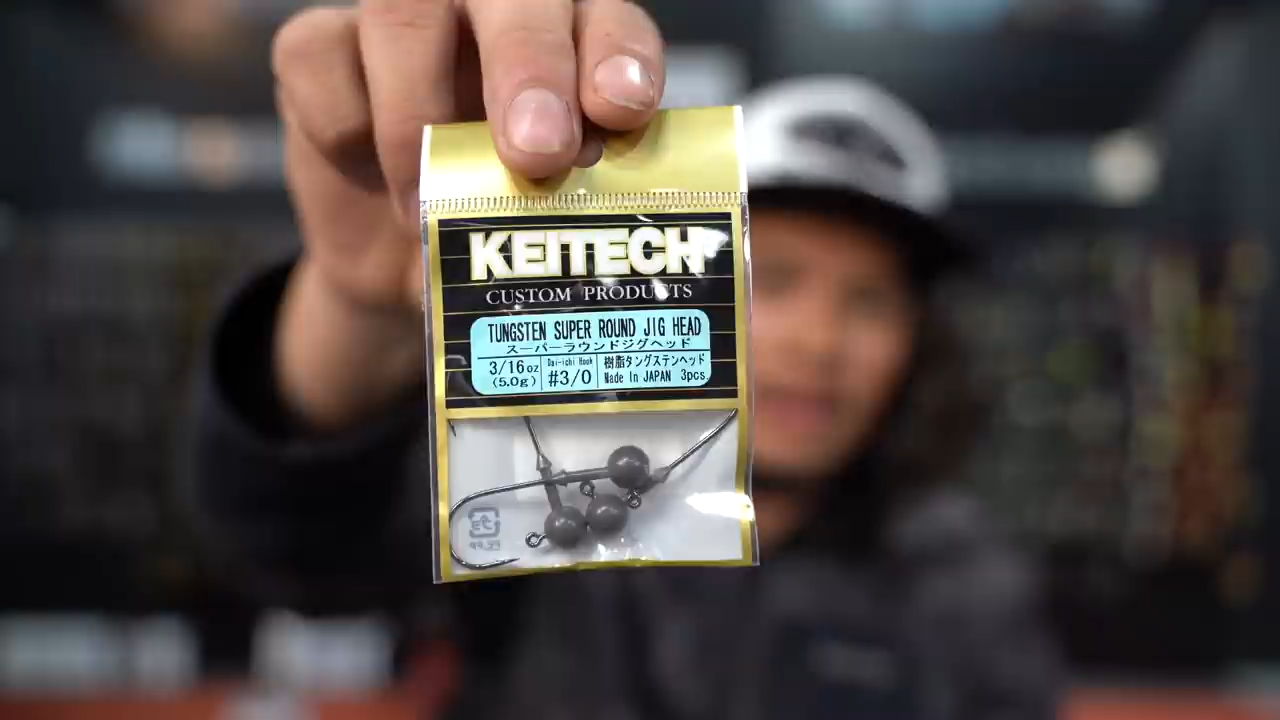 KEITECH
CUSTOM PRODUCTS
TUNGSTEN SUPER ROUND JIG HEAD
スーパーラウンドジグヘッド
3/16oz
(5.0g)
Dai-ichi Hook
#3/0
樹脂タングステンヘッド
Made In JAPAN 3pcs